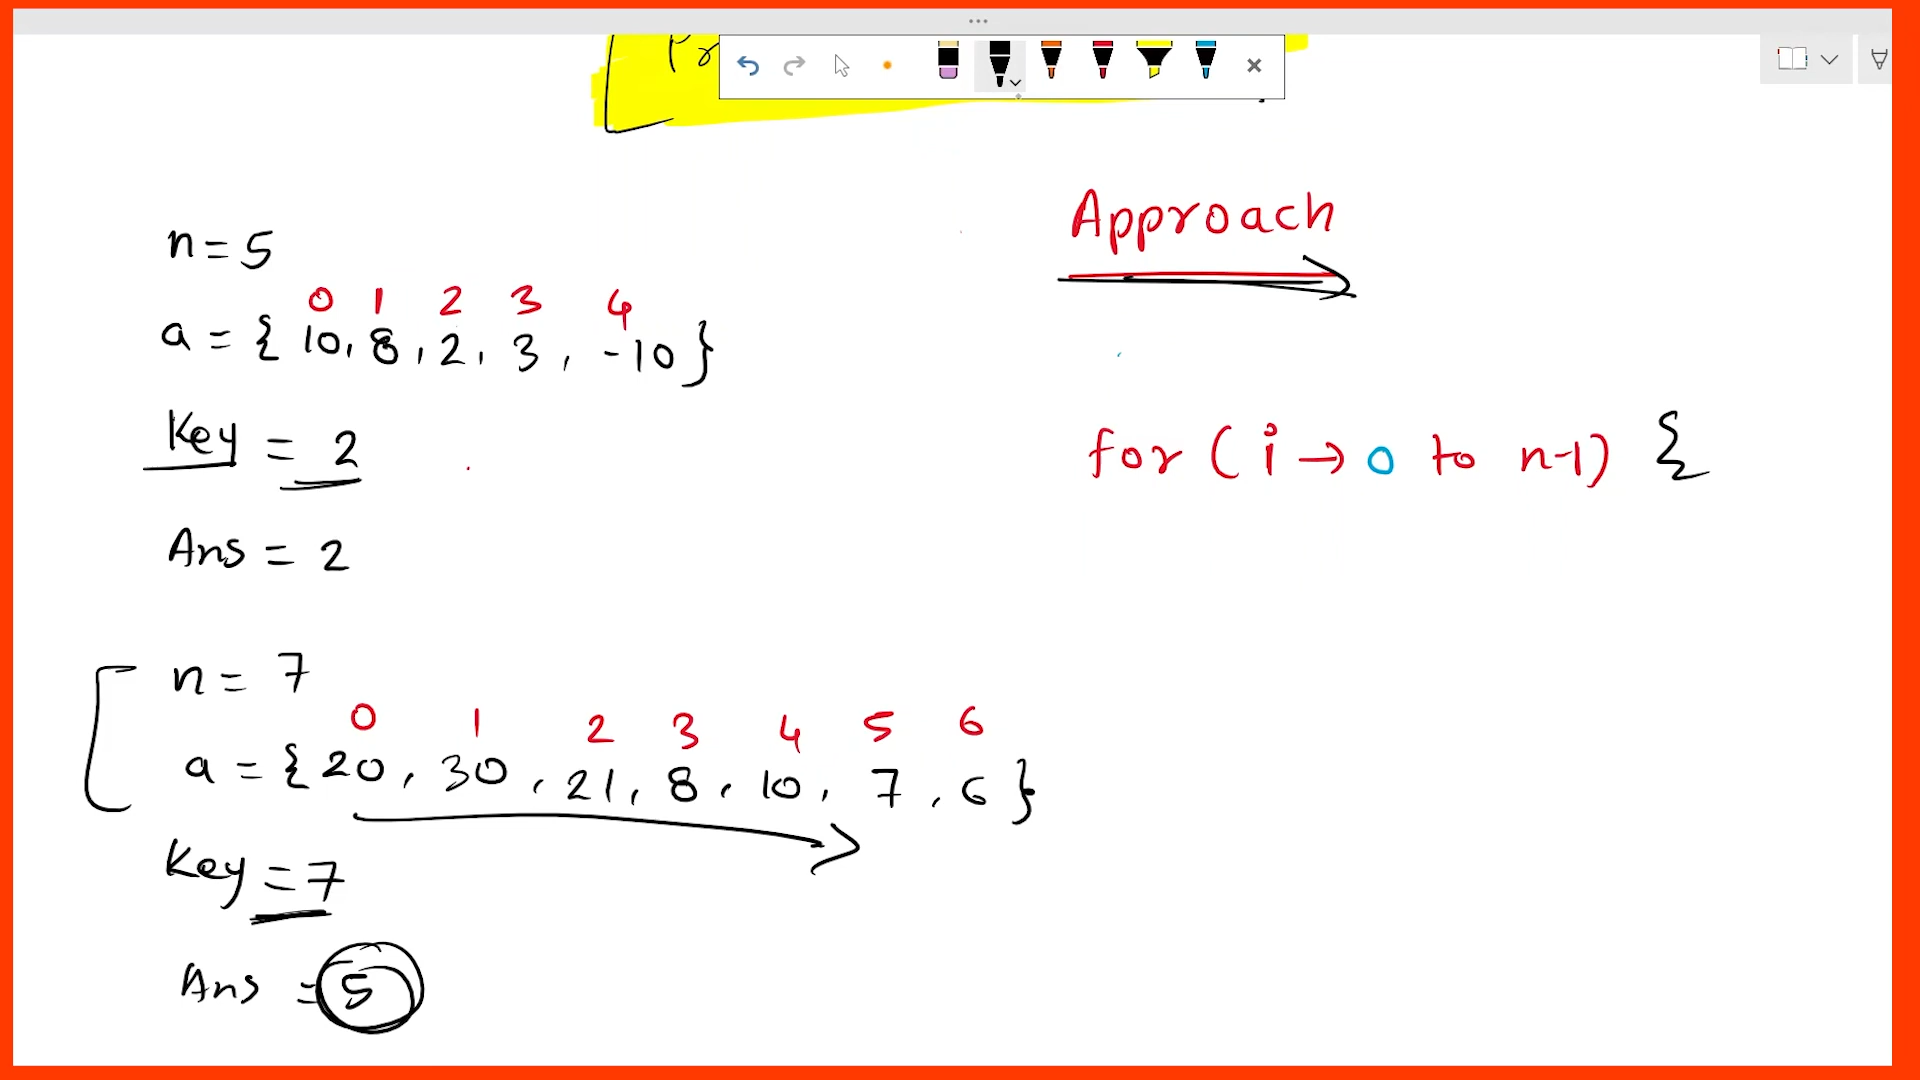 Pr
n = 5
0 1 2 3 4
a = { 10, 8, 2, 3, -10 }
Key = 2
Ans = 2
n = 7
0 1 2 3 4 5 6
a = { 20, 30, 21, 8, 10, 7, 6 }
Key = 7
Ans = 5
Approach
for ( i → 0 to n-1) {